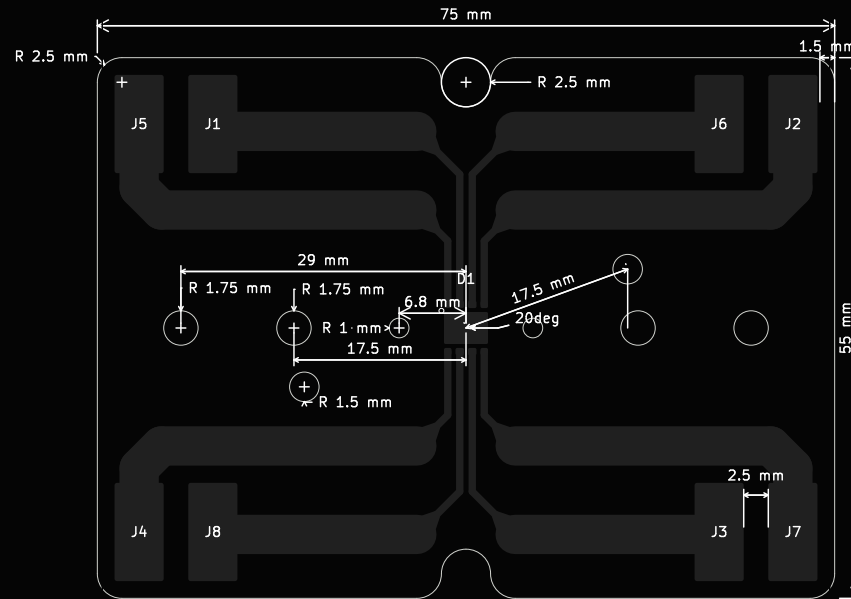 75 mm
R 2.5 mm
1.5 mm
R 2.5 mm
J5
J1
J6
J2
29 mm
D1
17.5 mm
R 1.75 mm
R 1.75 mm
6.8 mm
20deg
R 1 mm
17.5 mm
55 mm
R 1.5 mm
2.5 mm
J4
J8
J3
J7